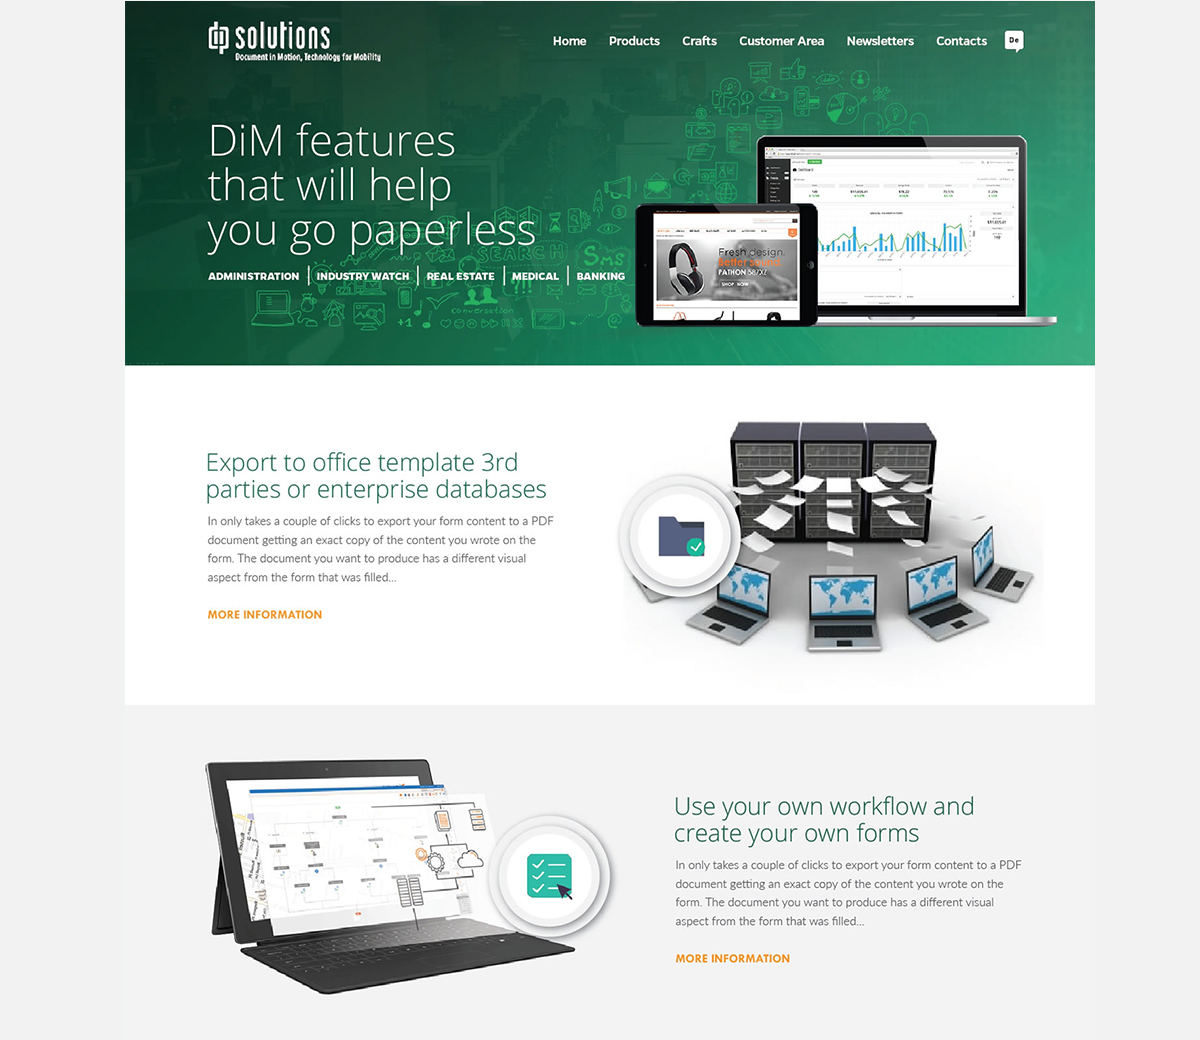 dp solutions
Document in Motion, Technology for Mobility
Home Products Crafts Customer Area Newsletters Contacts De
DiM features
that will help
you go paperless
ADMINISTRATION INDUSTRY WATCH REAL ESTATE MEDICAL BANKING
SEARCH
SMS
+1
conversation
Dashboard
Fresh design.
Better sound.
PATHON 567XZ
SHOP NOW
Export to office template 3rd
parties or enterprise databases
In only takes a couple of clicks to export your form content to a PDF
document getting an exact copy of the content you wrote on the
form. The document you want to produce has a different visual
aspect from the form that was filled...
MORE INFORMATION
Use your own workflow and
create your own forms
In only takes a couple of clicks to export your form content to a PDF
document getting an exact copy of the content you wrote on the
form. The document you want to produce has a different visual
aspect from the form that was filled...
MORE INFORMATION